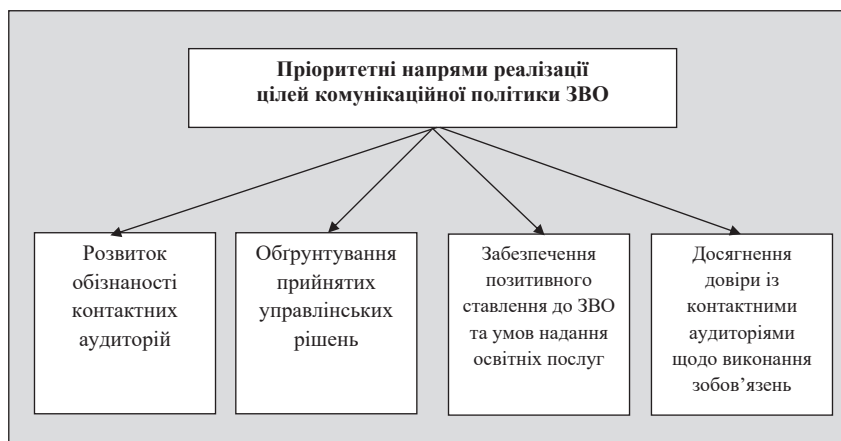 Пріоритетні напрями реалізації
цілей комунікаційної політики ЗВО
Розвиток
обізнаності
контактних
аудиторій
Обґрунтування
прийнятих
управлінських
рішень
Забезпечення
позитивного
ставлення до ЗВО
та умов надання
освітніх послуг
Досягнення
довіри із
контактними
аудиторіями
щодо виконання
зобов’язень